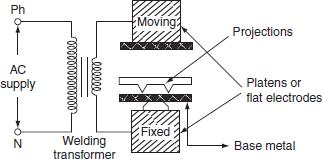 Ph
Moving
Projections
AC
supply
Platens or
flat electrodes
Fixed
N
Welding
transformer
Base metal